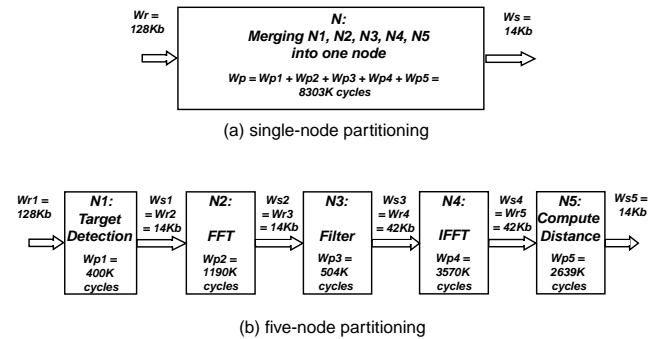 Wr =
128Kb
N:
Merging N1, N2, N3, N4, N5
into one node
Wp = Wp1 + Wp2 + Wp3 + Wp4 + Wp5 =
8303K cycles
Ws =
14Kb
(a) single-node partitioning
Wr1 =
128Kb
N1:
Target
Detection
Wp1 =
400K
cycles
Ws1
= Wr2
= 14Kb
N2:
FFT
Wp2 =
1190K
cycles
Ws2
= Wr3
= 14Kb
N3:
Filter
Wp3 =
504K
cycles
Ws3
= Wr4
= 42Kb
N4:
IFFT
Wp4 =
3570K
cycles
Ws4
= Wr5
= 42Kb
N5:
Compute
Distance
Wp5 =
2639K
cycles
Ws5 =
14Kb
(b) five-node partitioning